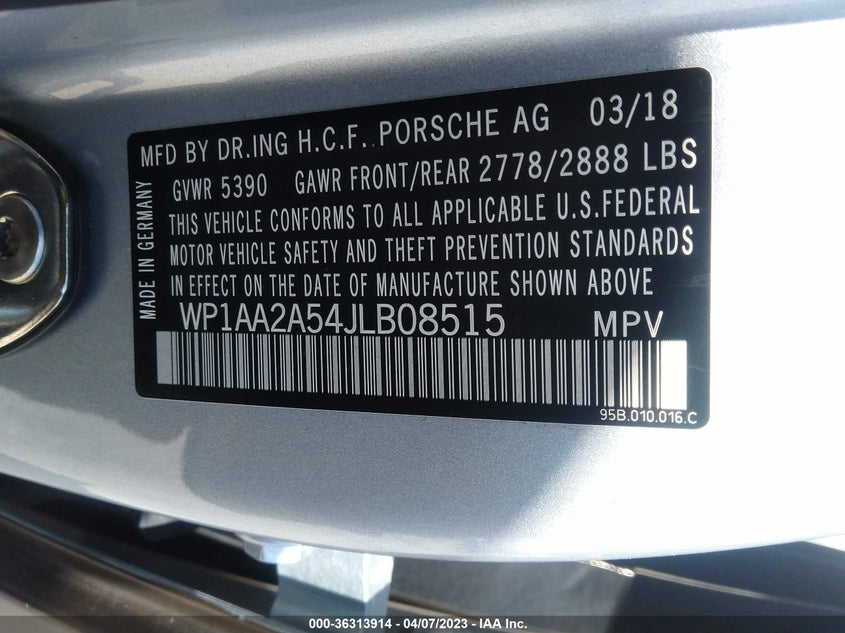 MFD BY DR.ING H.C.F. PORSCHE AG 03/18
GVWR 5390 GAWR FRONT/REAR 2778/2888 LBS
THIS VEHICLE CONFORMS TO ALL APPLICABLE U.S.FEDERAL
MOTOR VEHICLE SAFETY AND THEFT PREVENTION STANDARDS
IN EFFECT ON THE DATE OF MANUFACTURE SHOWN ABOVE
MADE IN GERMANY
WP1AA2A54JLB08515 MPV
95B.010.016.C
000-36313914 - 04/07/2023 - IAA Inc.